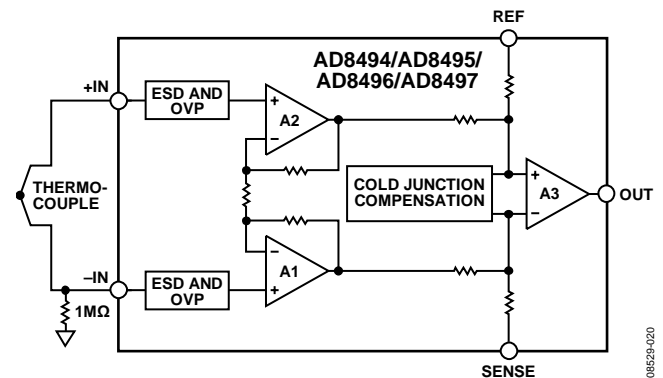 REF
AD8494/AD8495/
AD8496/AD8497
+IN
ESD AND
OVP
+
A2
–
THERMO-
COUPLE
COLD JUNCTION
COMPENSATION
+
A3
–
OUT
–
A1
+
–IN
ESD AND
OVP
1MΩ
SENSE
08529-020